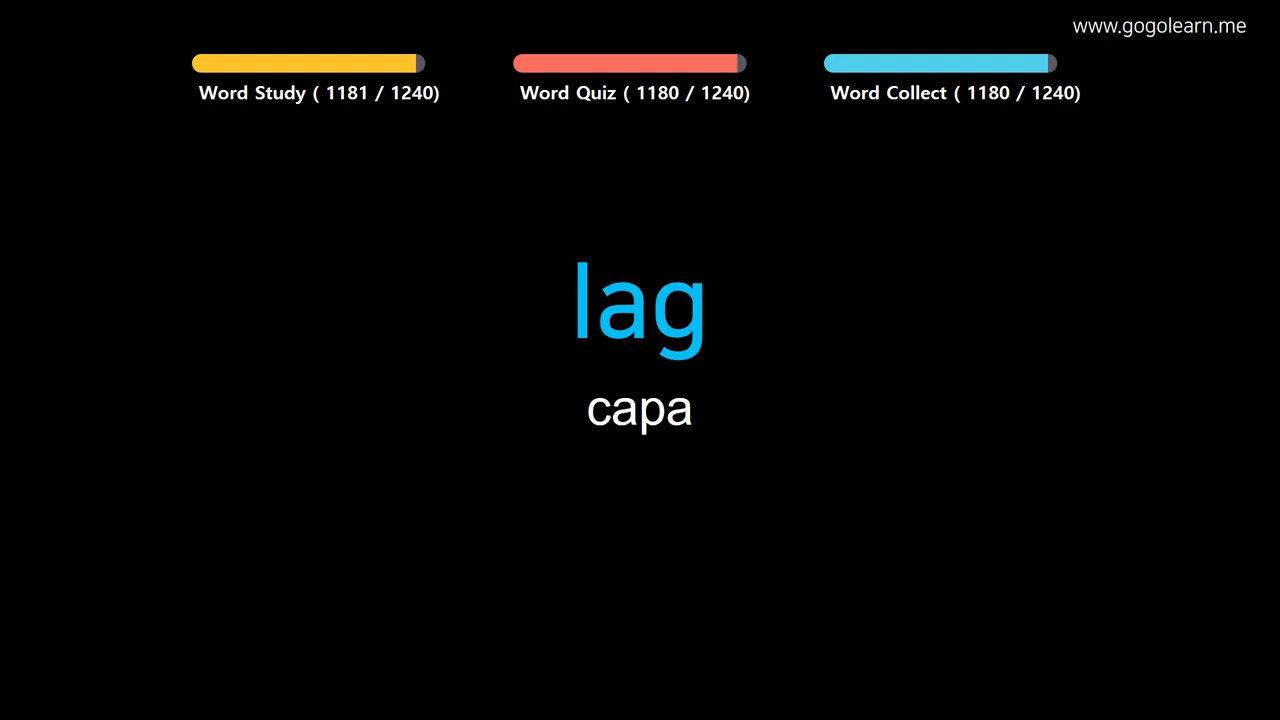 www.gogolearn.me
Word Study ( 1181 / 1240)
Word Quiz ( 1180 / 1240)
Word Collect ( 1180 / 1240)
lag
capa